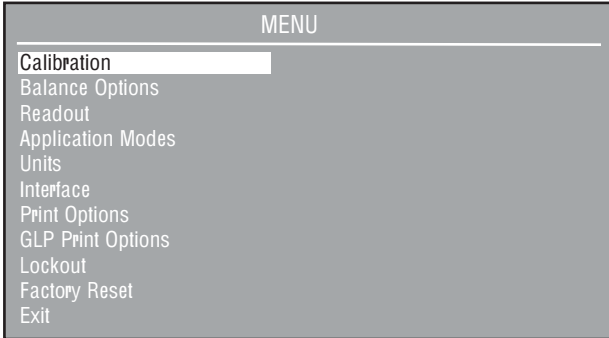 MENU
Calibration
Balance Options
Readout
Application Modes
Units
Interface
Print Options
GLP Print Options
Lockout
Factory Reset
Exit